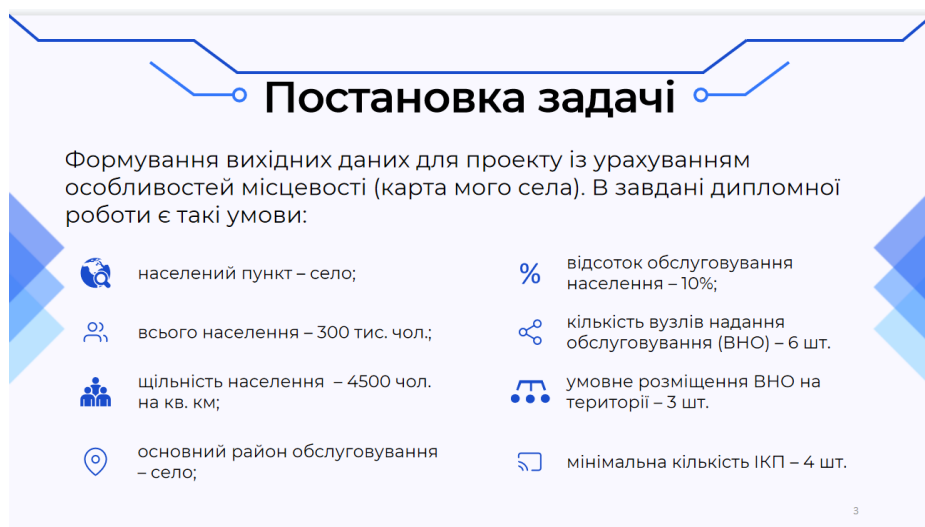 Постановка задачі
Формування вихідних даних для проекту із урахуванням
особливостей місцевості (карта мого села). В завдані дипломної
роботи є такі умови:
населений пункт – село;
всього населення – 300 тис. чол.;
щільність населення – 4500 чол.
на кв. км;
основний район обслуговування
– село;
%
відсоток обслуговування
населення – 10%;
кількість вузлів надання
обслуговування (ВНО) – 6 шт.
умовне розміщення ВНО на
території – 3 шт.
мінімальна кількість ІКП – 4 шт.
3